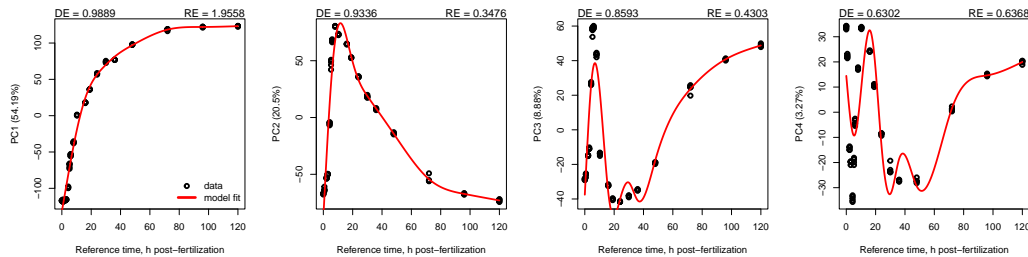 DE = 0.9889 RE = 1.9558
PC1 (54.19%)
100
50
0
−50
−100
data
model fit
0 20 40 60 80 100 120
Reference time, h post−fertilization
DE = 0.9336 RE = 0.3476
PC2 (20.5%)
50
0
−50
0 20 40 60 80 100 120
Reference time, h post−fertilization
DE = 0.8593 RE = 0.4303
PC3 (8.88%)
60
40
20
0
−20
−40
0 20 40 60 80 100 120
Reference time, h post−fertilization
DE = 0.6302 RE = 0.6368
PC4 (3.27%)
30
20
10
0
−10
−20
−30
0 20 40 60 80 100 120
Reference time, h post−fertilization